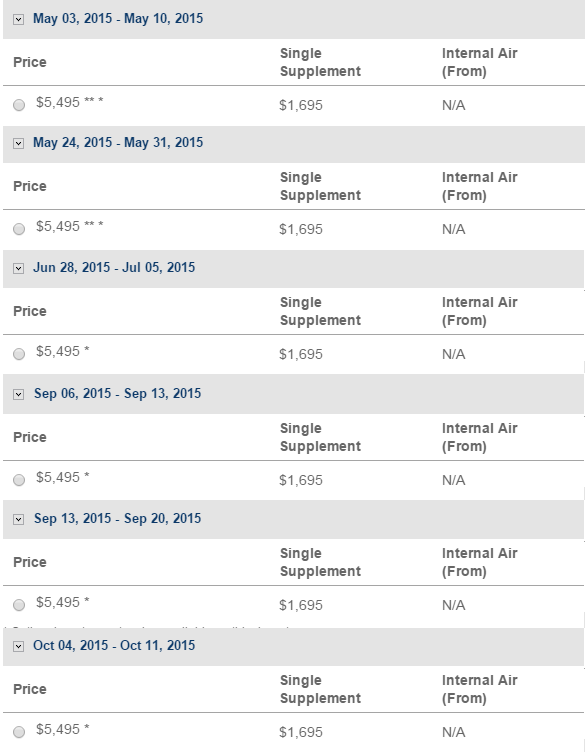 May 03, 2015 - May 10, 2015
Price Single Supplement Internal Air (From)
$5,495 ** * $1,695 N/A
May 24, 2015 - May 31, 2015
Price Single Supplement Internal Air (From)
$5,495 ** * $1,695 N/A
Jun 28, 2015 - Jul 05, 2015
Price Single Supplement Internal Air (From)
$5,495 * $1,695 N/A
Sep 06, 2015 - Sep 13, 2015
Price Single Supplement Internal Air (From)
$5,495 * $1,695 N/A
Sep 13, 2015 - Sep 20, 2015
Price Single Supplement Internal Air (From)
$5,495 * $1,695 N/A
Oct 04, 2015 - Oct 11, 2015
Price Single Supplement Internal Air (From)
$5,495 * $1,695 N/A